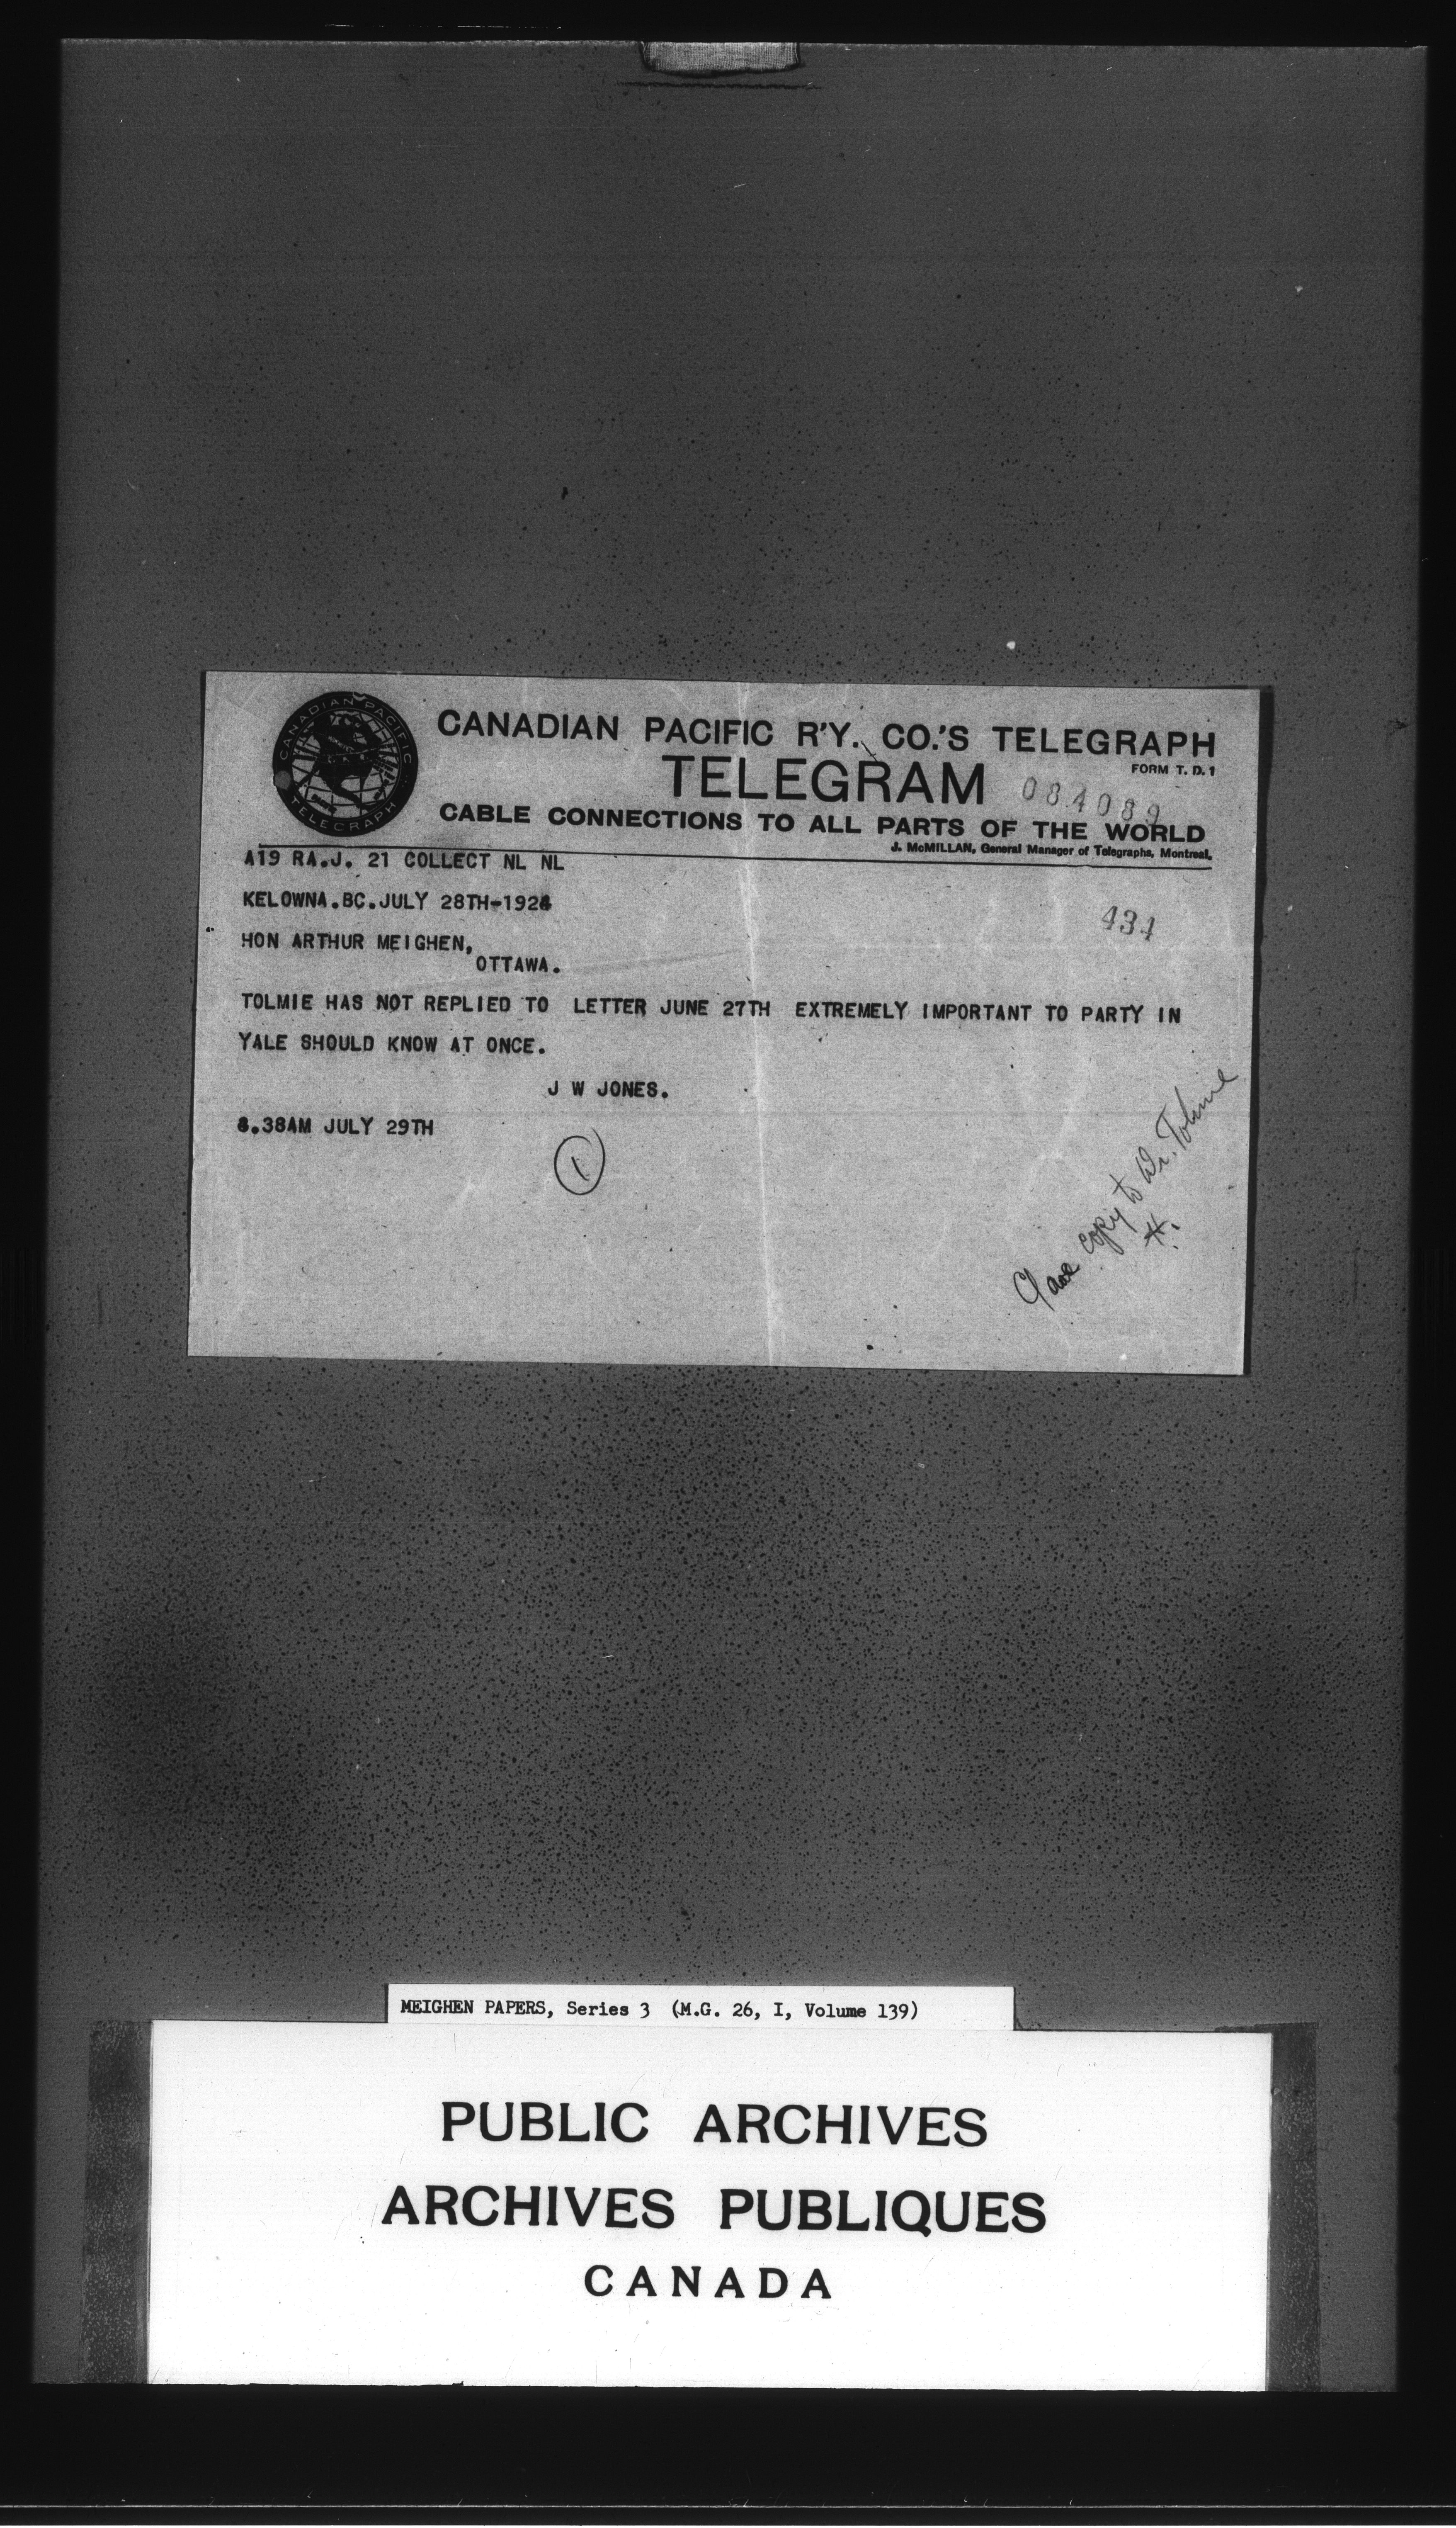 CANADIAN PACIFIC
TELEGRAPH
CANADIAN PACIFIC R'Y. CO.'S TELEGRAPH
TELEGRAM
FORM T. D. 1
084089
CABLE CONNECTIONS TO ALL PARTS OF THE WORLD
J. McMILLAN, General Manager of Telegraphs, Montreal.
A19 RA.J. 21 COLLECT NL NL
KELOWNA.BC.JULY 28TH-1924
434
HON ARTHUR MEIGHEN,
OTTAWA.
TOLMIE HAS NOT REPLIED TO LETTER JUNE 27TH EXTREMELY IMPORTANT TO PARTY IN
YALE SHOULD KNOW AT ONCE.
J W JONES.
8.38AM JULY 29TH
1
Gave copy to Dr. Tolmie
H.
MEIGHEN PAPERS, Series 3 (M.G. 26, I, Volume 139)
PUBLIC ARCHIVES
ARCHIVES PUBLIQUES
CANADA